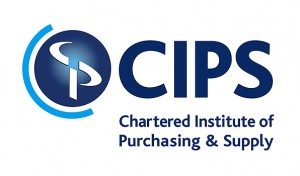 CIPS
Chartered Institute of
Purchasing & Supply